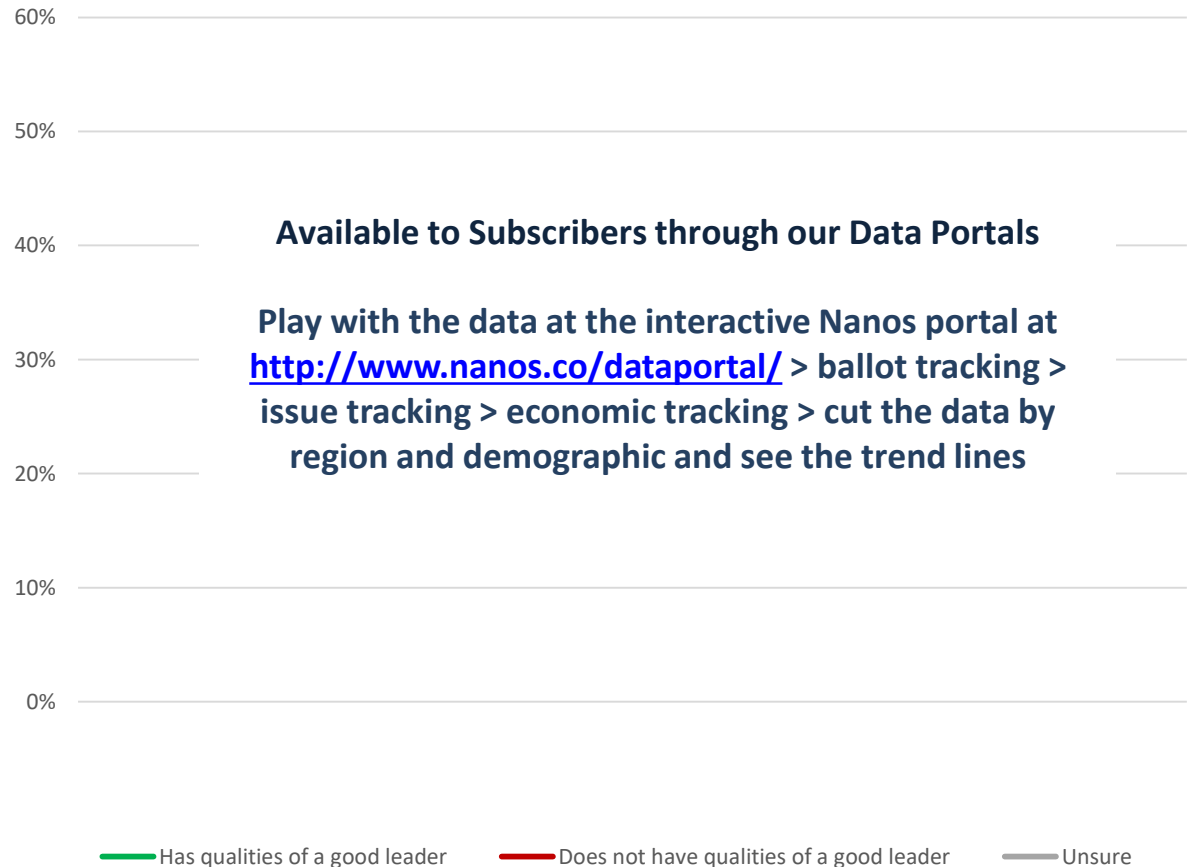 60%
50%
Available to Subscribers through our Data Portals
40%
Play with the data at the interactive Nanos portal at
30%
http://www.nanos.co/dataportal/ > ballot tracking >
issue tracking > economic tracking > cut the data by
region and demographic and see the trend lines
20%
10%
0%
Has qualities of a good leader Does not have qualities of a good leader Unsure